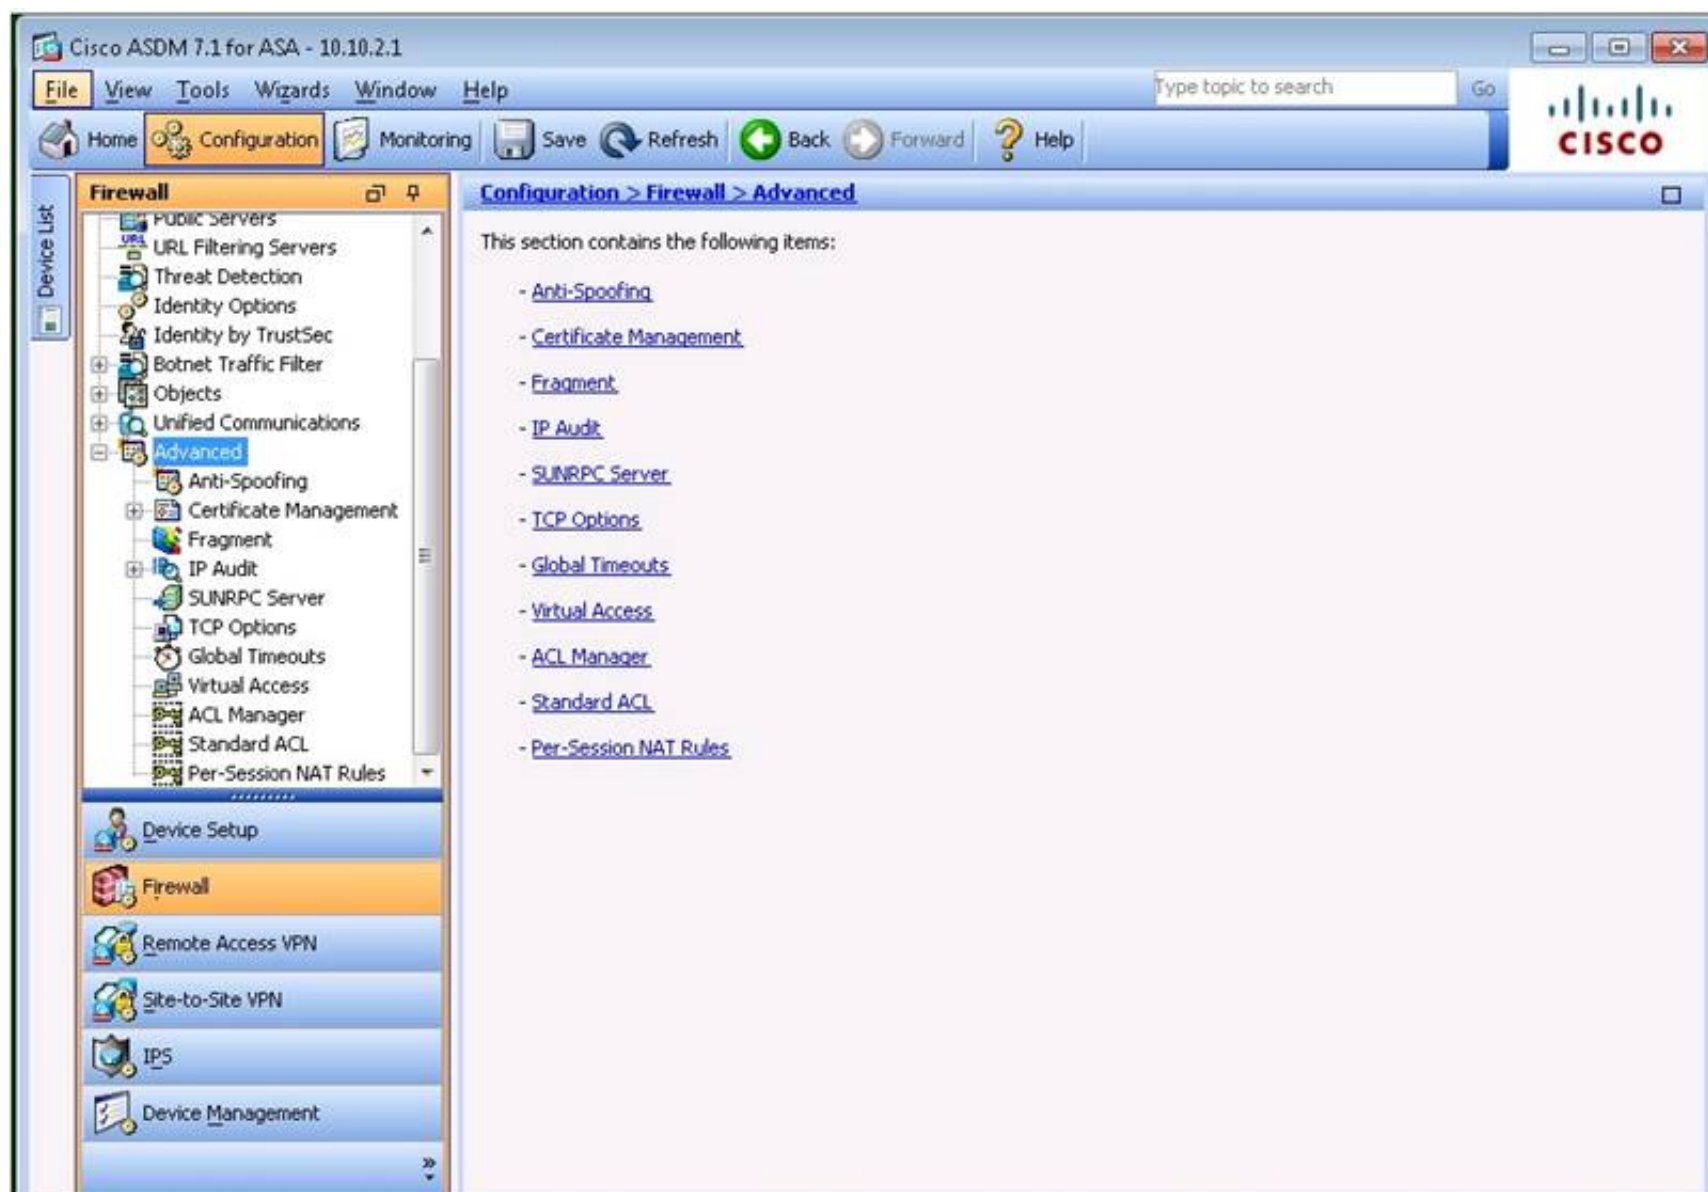 Cisco ASDM 7.1 for ASA - 10.10.2.1
File View Tools Wizards Window Help
Type topic to search Go
Home Configuration Monitoring Save Refresh Back Forward Help
CISCO
Device List
Firewall
Public Servers
URL Filtering Servers
Threat Detection
Identity Options
Identity by TrustSec
Botnet Traffic Filter
Objects
Unified Communications
Advanced
Anti-Spoofing
Certificate Management
Fragment
IP Audit
SUNRPC Server
TCP Options
Global Timeouts
Virtual Access
ACL Manager
Standard ACL
Per-Session NAT Rules
Device Setup
Firewall
Remote Access VPN
Site-to-Site VPN
IPS
Device Management
Configuration > Firewall > Advanced
This section contains the following items:
- Anti-Spoofing
- Certificate Management
- Fragment
- IP Audit
- SUNRPC Server
- TCP Options
- Global Timeouts
- Virtual Access
- ACL Manager
- Standard ACL
- Per-Session NAT Rules